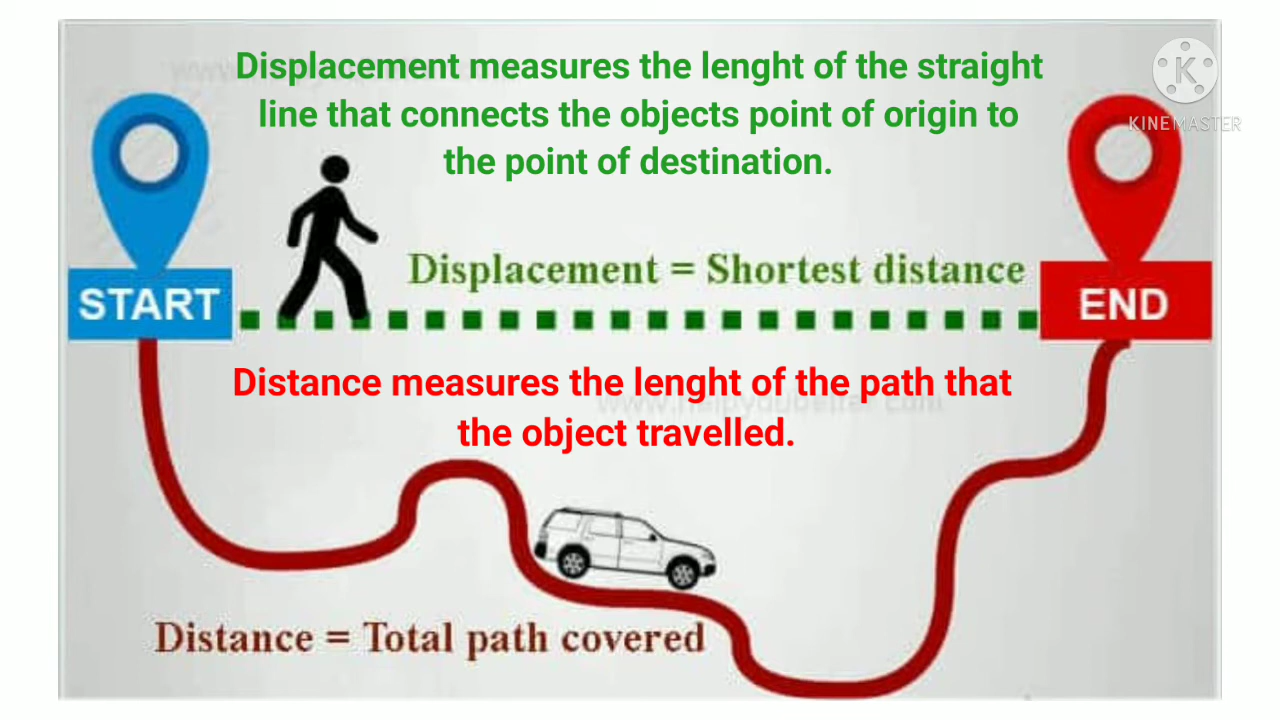 Displacement measures the lenght of the straight
line that connects the objects point of origin to
the point of destination.
KINEMASTER
K
START
Displacement = Shortest distance
END
Distance measures the lenght of the path that
the object travelled.
Distance = Total path covered